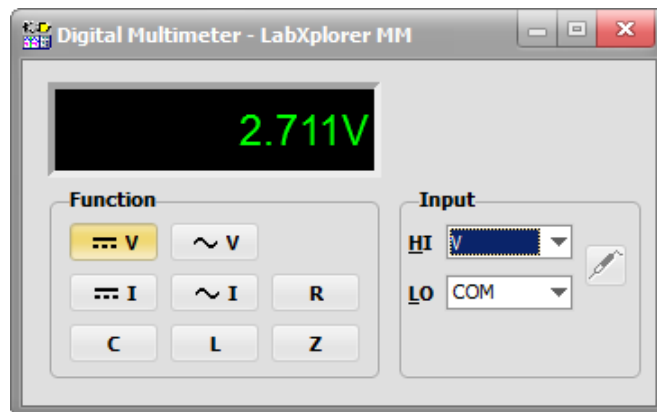 Digital Multimeter - LabXplorer MM
2.711V
Function
V
V
I
I
R
C
L
Z
Input
HI V
LO COM